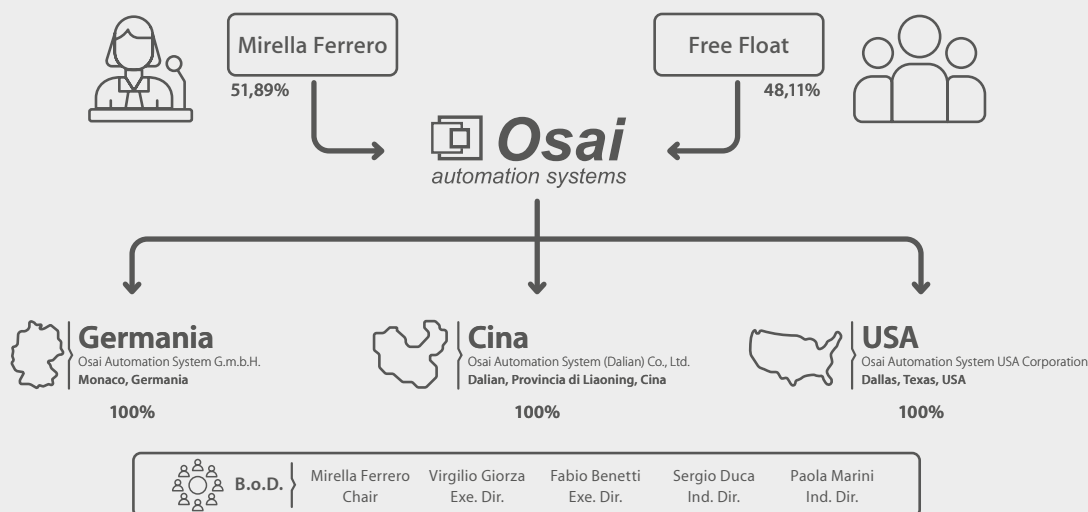 Mirella Ferrero
51,89%
Free Float
48,11%
Osai
automation systems
Germania
Osai Automation System G.m.b.H.
Monaco, Germania
100%
Cina
Osai Automation System (Dalian) Co., Ltd.
Dalian, Provincia di Liaoning, Cina
100%
USA
Osai Automation System USA Corporation
Dallas, Texas, USA
100%
B.o.D.
Mirella Ferrero
Chair
Virgilio Giorza
Exe. Dir.
Fabio Benetti
Exe. Dir.
Sergio Duca
Ind. Dir.
Paola Marini
Ind. Dir.